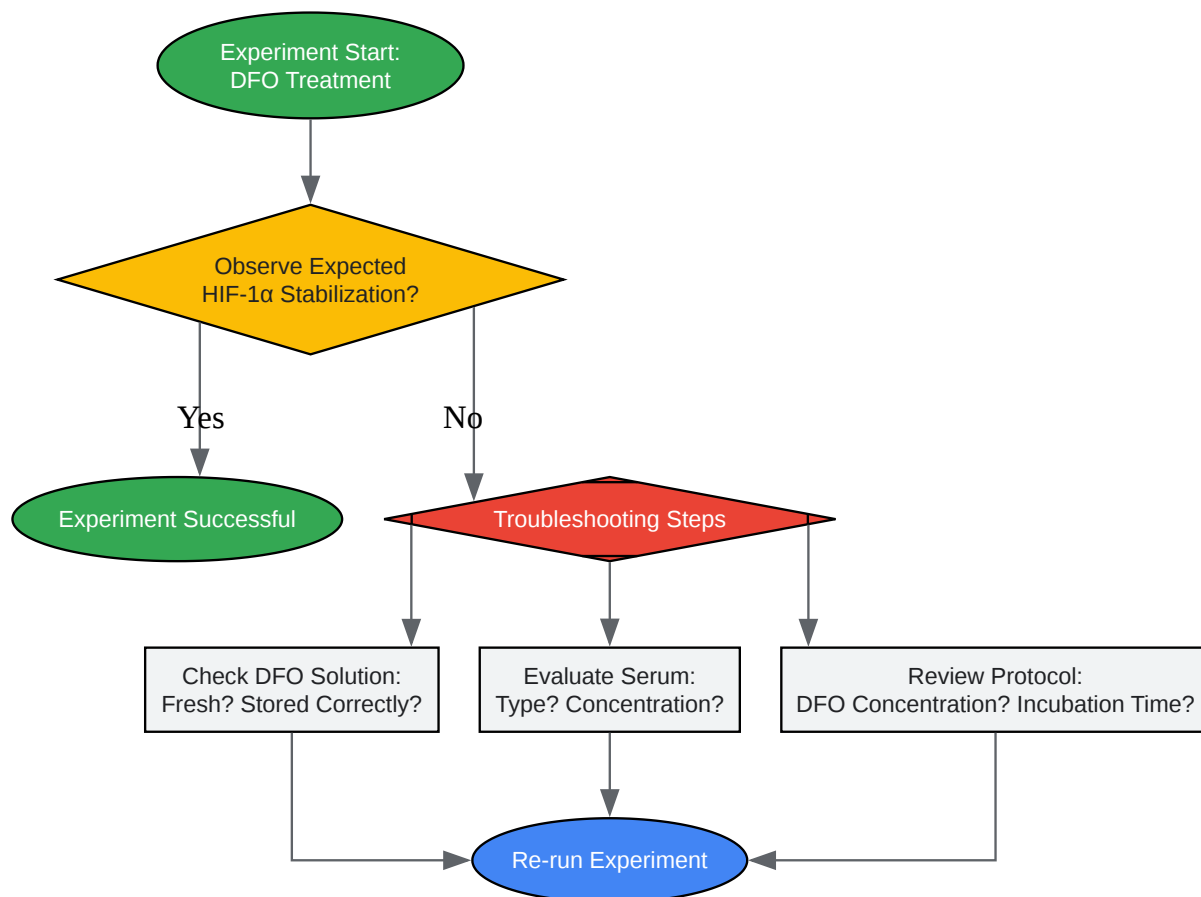 Experiment Start:
DFO Treatment
Observe Expected
HIF-1α Stabilization?
Yes
No
Experiment Successful
Troubleshooting Steps
Check DFO Solution:
Fresh? Stored Correctly?
Evaluate Serum:
Type? Concentration?
Review Protocol:
DFO Concentration? Incubation Time?
Re-run Experiment